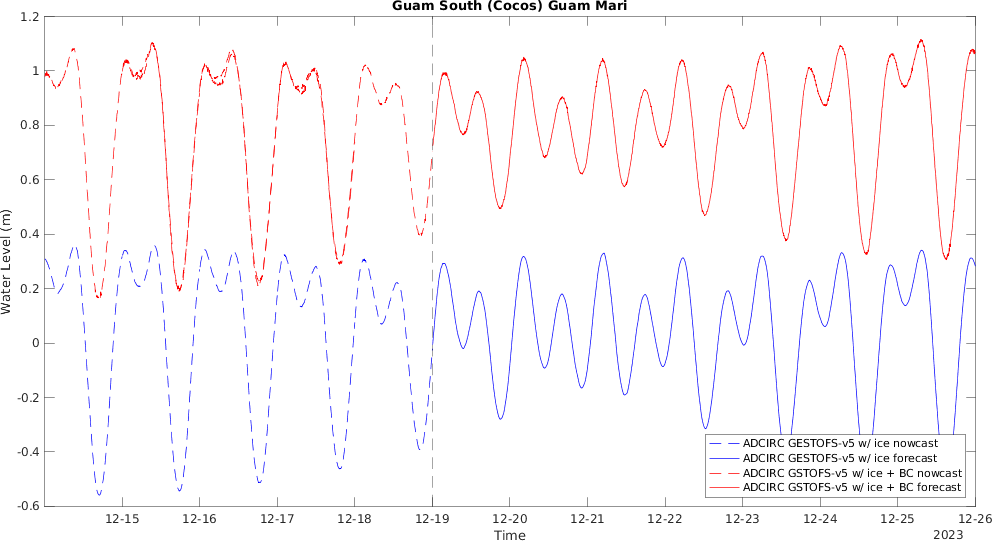 Guam South (Cocos) Guam Mari
1.2
1
0.8
0.6
0.4
0.2
0
-0.2
-0.4
-0.6
Water Level (m)
ADCIRC GESTOFS-v5 w/ ice nowcast
ADCIRC GESTOFS-v5 w/ ice forecast
ADCIRC GSTOFS-v5 w/ ice + BC nowcast
ADCIRC GSTOFS-v5 w/ ice + BC forecast
12-15 12-16 12-17 12-18 12-19 12-20 12-21 12-22 12-23 12-24 12-25 12-26
Time
2023